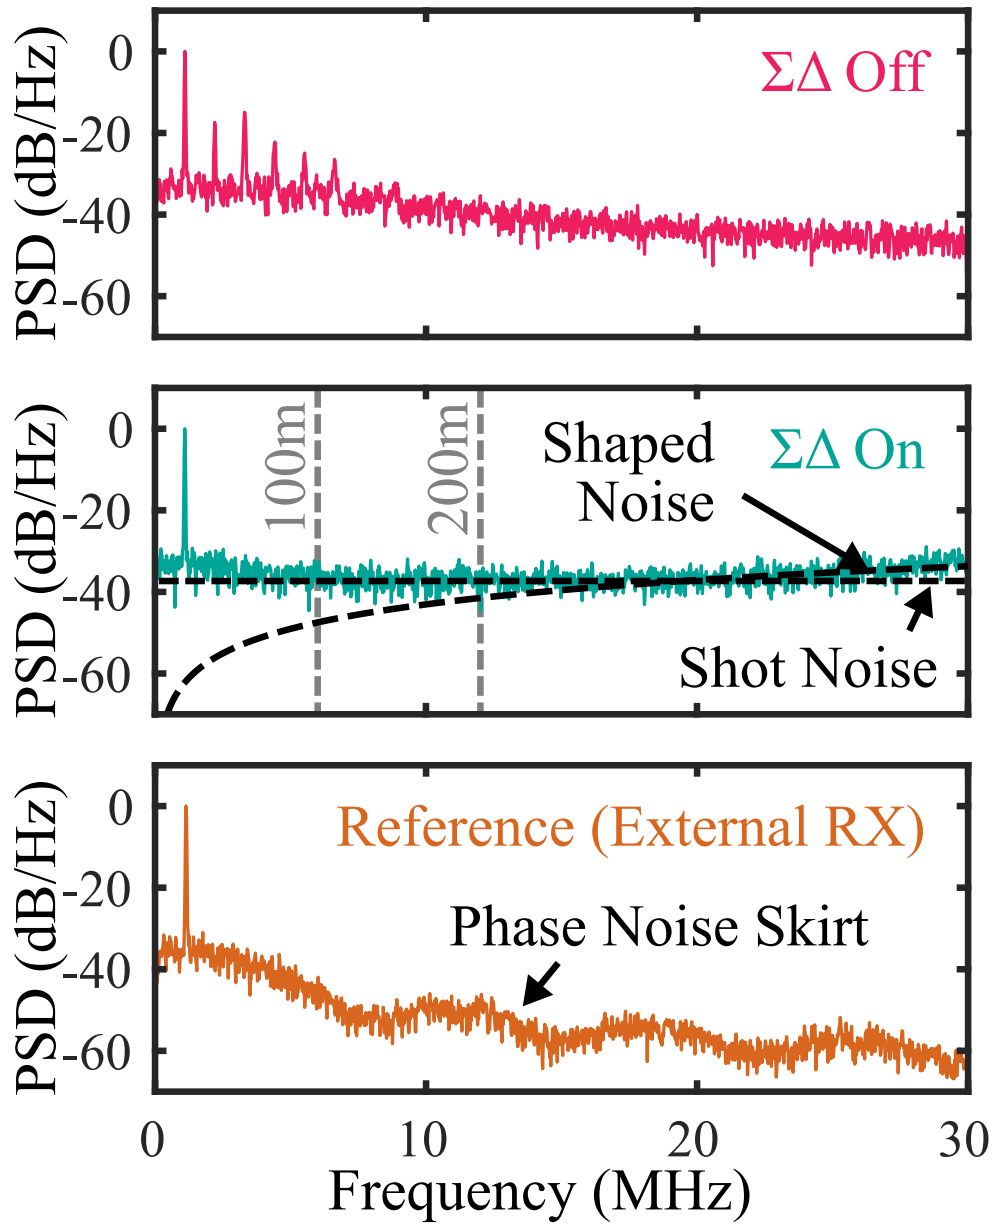 PSD (dB/Hz)
0
-20
-40
-60
ΣΔ Off
PSD (dB/Hz)
0
-20
-40
-60
100m
200m
Shaped
Noise
ΣΔ On
Shot Noise
PSD (dB/Hz)
0
-20
-40
-60
Reference (External RX)
Phase Noise Skirt
0
10
20
30
Frequency (MHz)